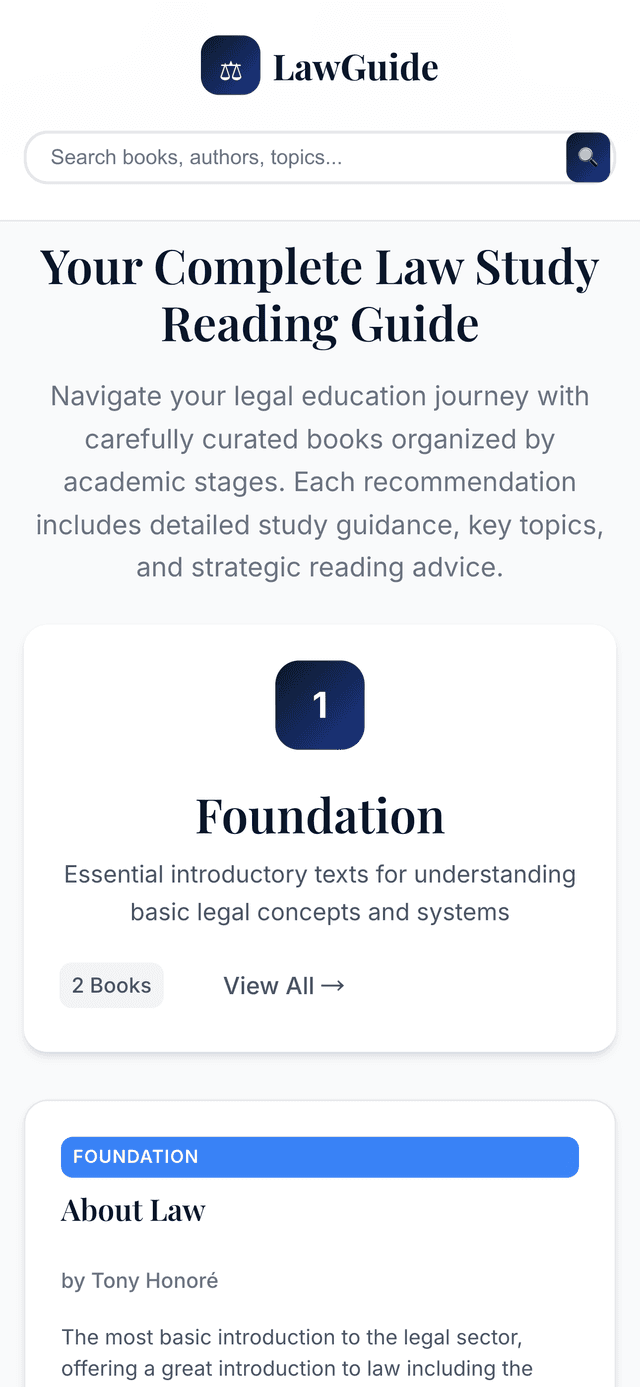 LawGuide
Search books, authors, topics...
Your Complete Law Study
Reading Guide
Navigate your legal education journey with
carefully curated books organized by
academic stages. Each recommendation
includes detailed study guidance, key topics,
and strategic reading advice.
1
Foundation
Essential introductory texts for understanding
basic legal concepts and systems
2 Books
View All →
FOUNDATION
About Law
by Tony Honoré
The most basic introduction to the legal sector,
offering a great introduction to law including the